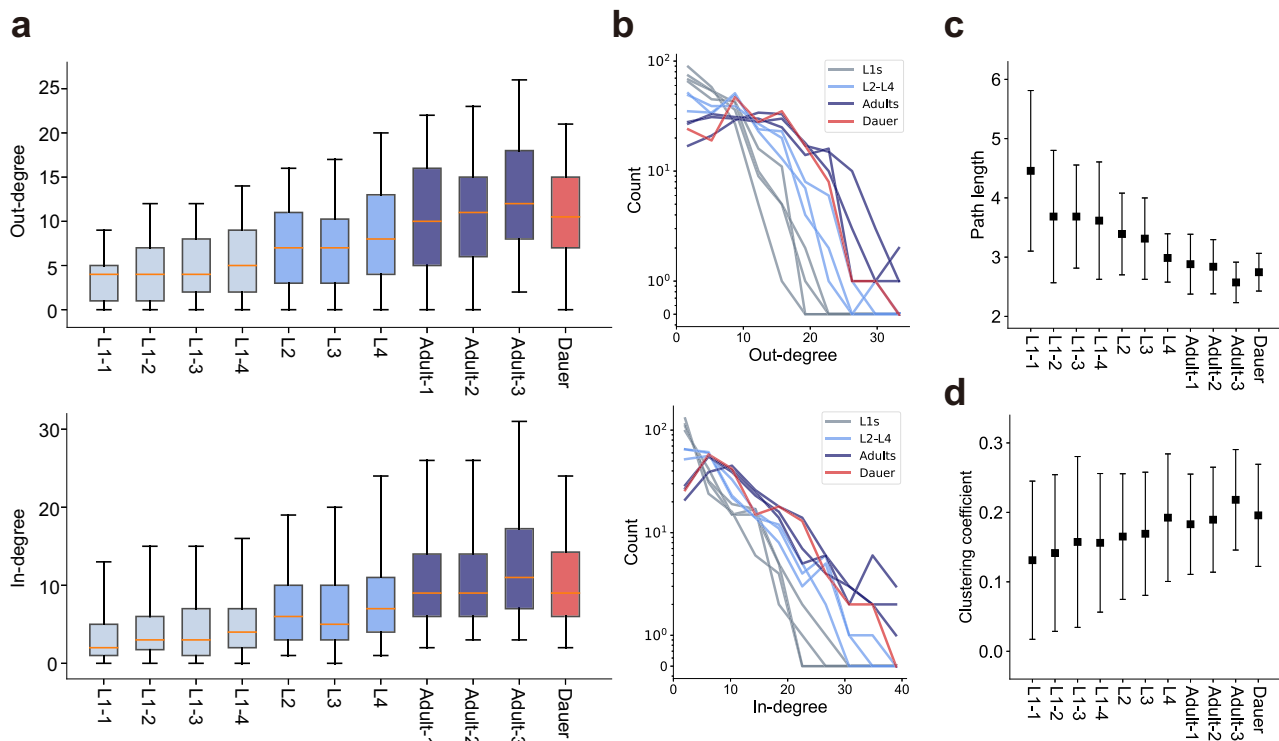 a
Out-degree
25
20
15
10
5
0
L1-1
L1-2
L1-3
L1-4
L2
L3
L4
Adult-1
Adult-2
Adult-3
Dauer
In-degree
30
20
10
0
L1-1
L1-2
L1-3
L1-4
L2
L3
L4
Adult-1
Adult-2
Adult-3
Dauer
b
Count
10²
10¹
10⁰
0
L1s
L2-L4
Adults
Dauer
0
10
20
30
Out-degree
Count
10²
10¹
10⁰
0
L1s
L2-L4
Adults
Dauer
0
10
20
30
40
In-degree
c
Path length
6
5
4
3
2
L1-1
L1-2
L1-3
L1-4
L2
L3
L4
Adult-1
Adult-2
Adult-3
Dauer
d
Clustering coefficient
0.3
0.2
0.1
0.0
L1-1
L1-2
L1-3
L1-4
L2
L3
L4
Adult-1
Adult-2
Adult-3
Dauer